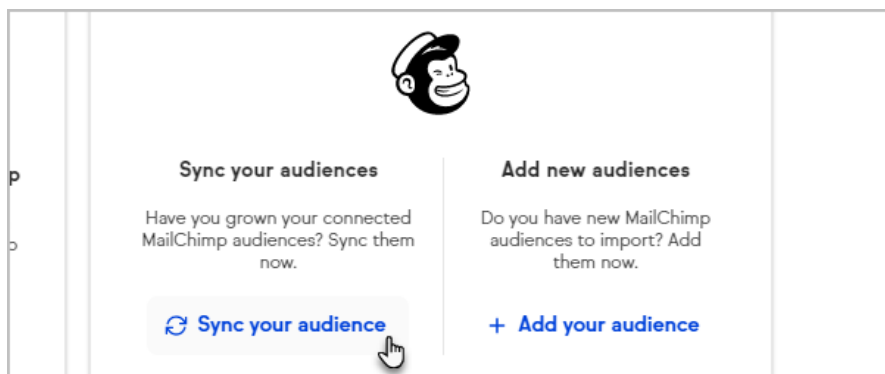 Sync your audiences
Have you grown your connected
MailChimp audiences? Sync them
now.
Sync your audience
Add new audiences
Do you have new MailChimp
audiences to import? Add
them now.
+ Add your audience